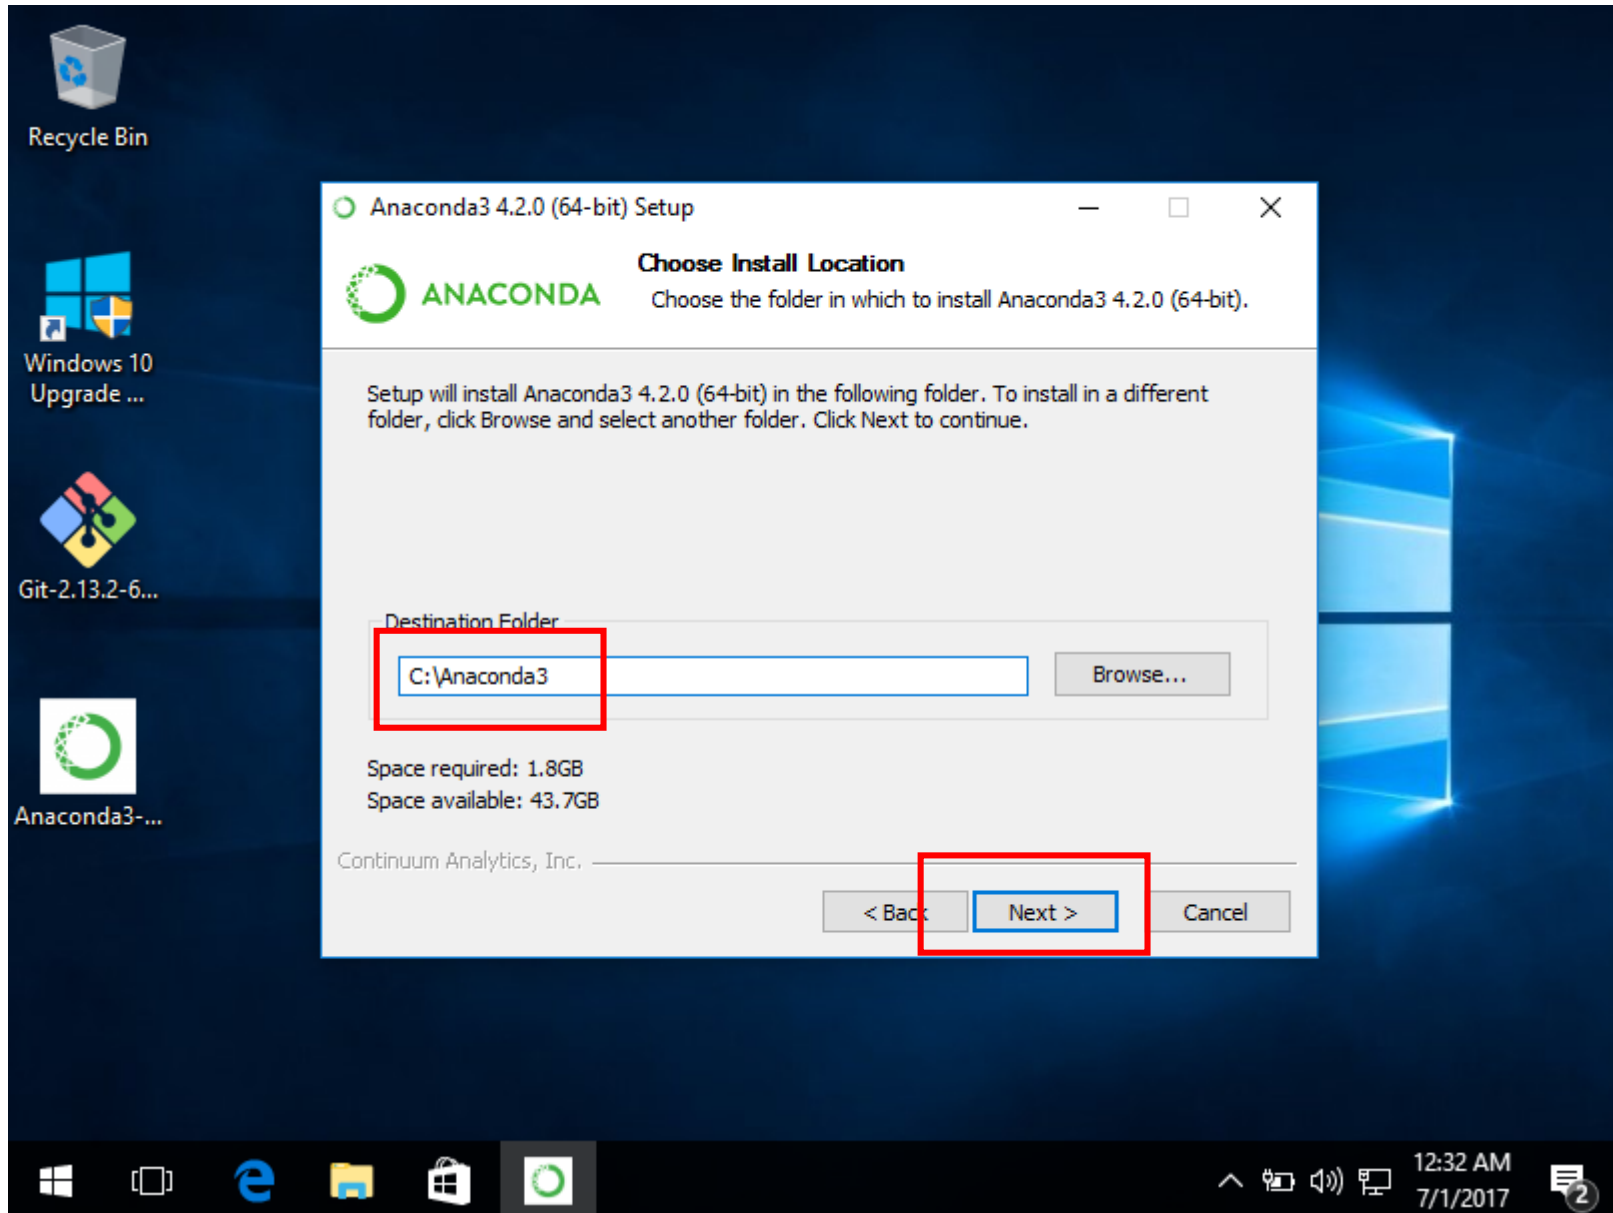 Recycle Bin
Windows 10
Upgrade ...
Git-2.13.2-6...
Anaconda3-...
Anaconda3 4.2.0 (64-bit) Setup
ANACONDA
Choose Install Location
Choose the folder in which to install Anaconda3 4.2.0 (64-bit).
Setup will install Anaconda3 4.2.0 (64-bit) in the following folder. To install in a different
folder, click Browse and select another folder. Click Next to continue.
Destination Folder
C:\Anaconda3
Browse...
Space required: 1.8GB
Space available: 43.7GB
Continuum Analytics, Inc.
< Back
Next >
Cancel
12:32 AM
7/1/2017
2